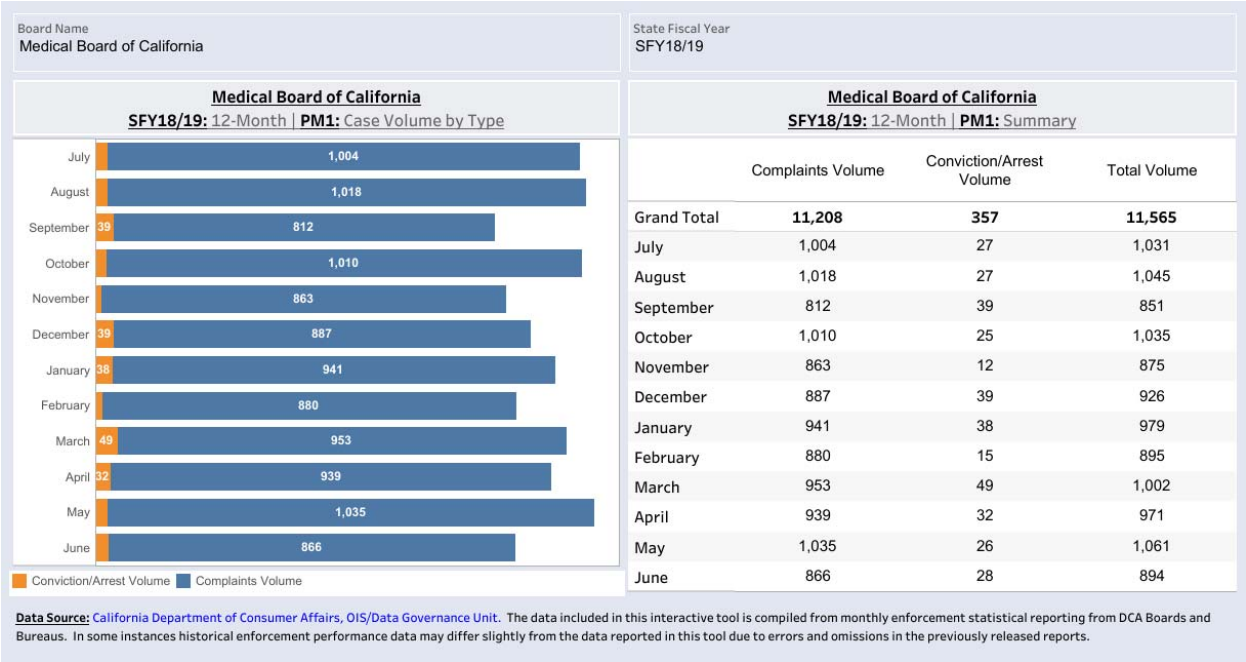 Board Name
Medical Board of California
State Fiscal Year
SFY18/19
Medical Board of California
SFY18/19: 12-Month | PM1: Case Volume by Type
July 1,004
August 1,018
September 39 812
October 1,010
November 863
December 39 887
January 38 941
February 880
March 49 953
April 32 939
May 1,035
June 866
Conviction/Arrest Volume Complaints Volume
Medical Board of California
SFY18/19: 12-Month | PM1: Summary
Complaints Volume Conviction/Arrest Volume Total Volume
Grand Total 11,208 357 11,565
July 1,004 27 1,031
August 1,018 27 1,045
September 812 39 851
October 1,010 25 1,035
November 863 12 875
December 887 39 926
January 941 38 979
February 880 15 895
March 953 49 1,002
April 939 32 971
May 1,035 26 1,061
June 866 28 894
Data Source: California Department of Consumer Affairs, OIS/Data Governance Unit. The data included in this interactive tool is compiled from monthly enforcement statistical reporting from DCA Boards and
Bureaus. In some instances historical enforcement performance data may differ slightly from the data reported in this tool due to errors and omissions in the previously released reports.